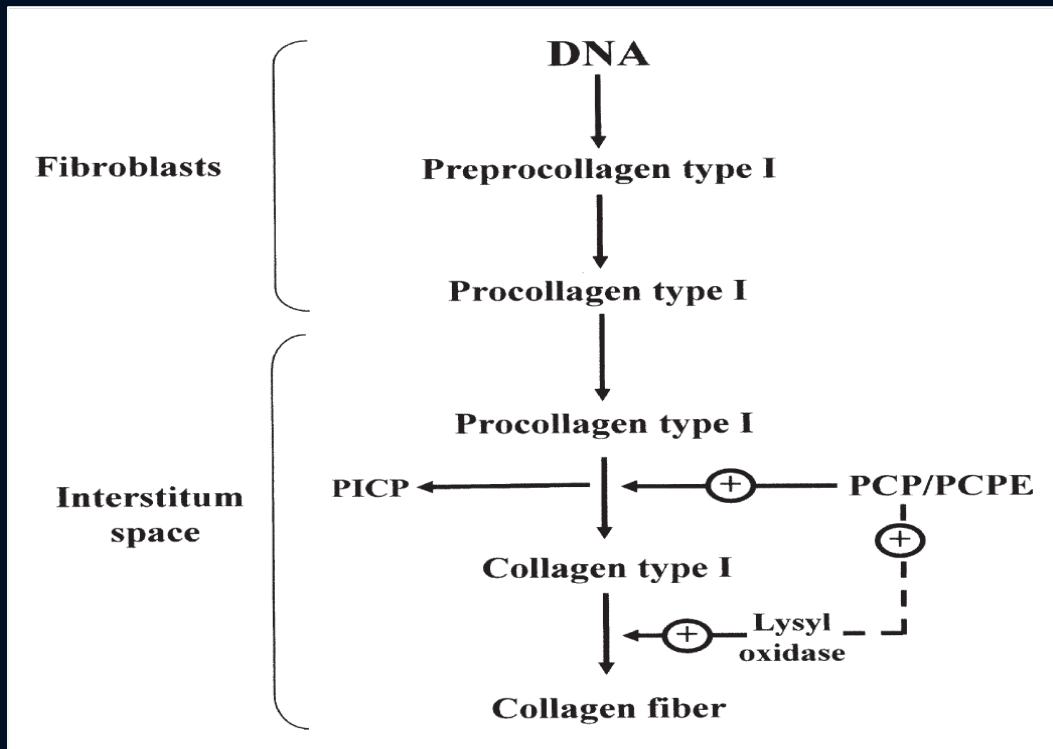 DNA
Fibroblasts
Preprocollagen type I
Procollagen type I
Procollagen type I
PICP
+
PCP/PCPE
Interstitum
space
+
Collagen type I
+
Lysyl
oxidase
Collagen fiber